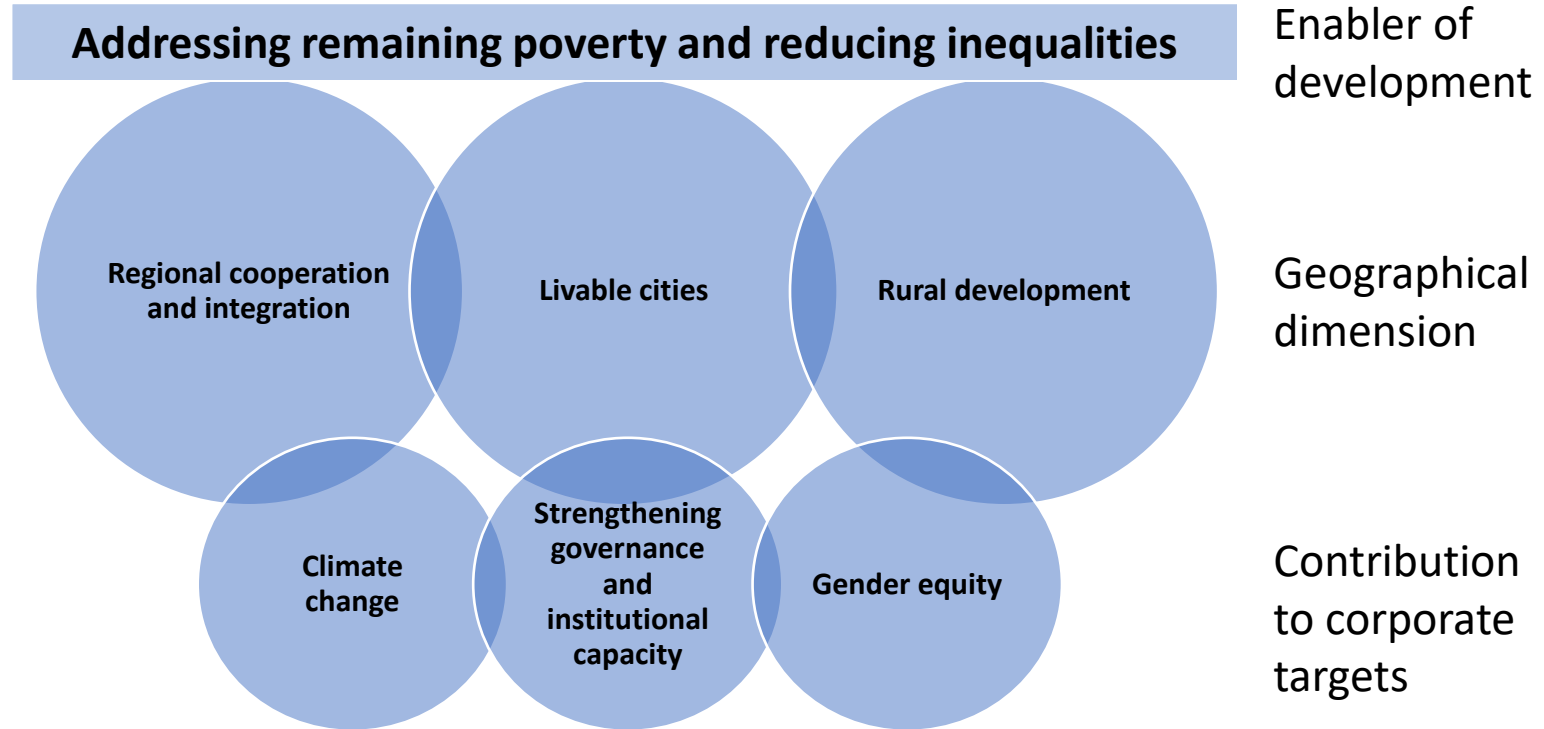 Addressing remaining poverty and reducing inequalities
Enabler of
development
Regional cooperation
and integration
Livable cities
Rural development
Geographical
dimension
Climate
change
Strengthening
governance
and
institutional
capacity
Gender equity
Contribution
to corporate
targets